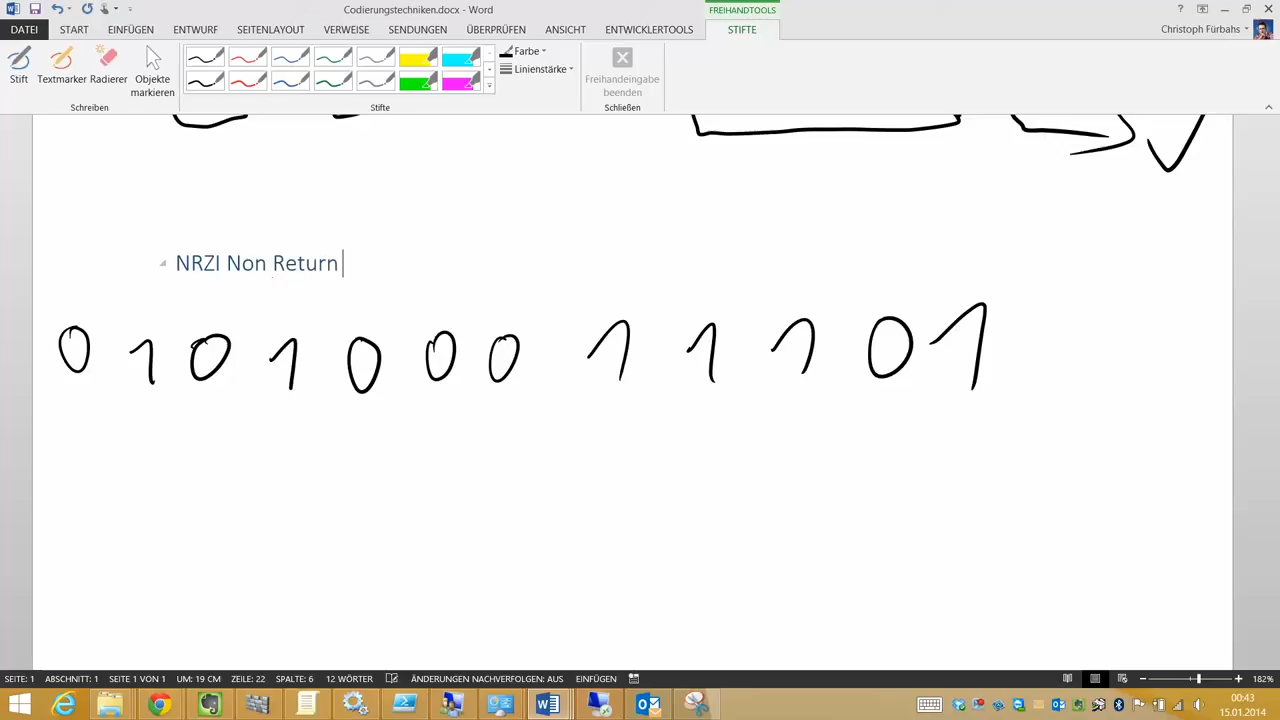 Codierungstechniken.docx - Word
FREIHANDTOOLS
DATEI START EINFÜGEN ENTWURF SEITENLAYOUT VERWEISE SENDUNGEN ÜBERPRÜFEN ANSICHT ENTWICKLERTOOLS STIFTE Christoph Fürbahs
Stift Textmarker Radierer Objekte markieren
Farbe
Linienstärke
Freihandeingabe beenden
Schreiben Stifte Schließen
NRZI Non Return
0 1 0 1 0 0 0 1 1 1 0 1
SEITE: 1 ABSCHNITT: 1 SEITE 1 VON 1 UM: 19 CM ZEILE: 22 SPALTE: 6 12 WÖRTER ÄNDERUNGEN NACHVERFOLGEN: AUS EINFÜGEN 182%
00:43
15.01.2014